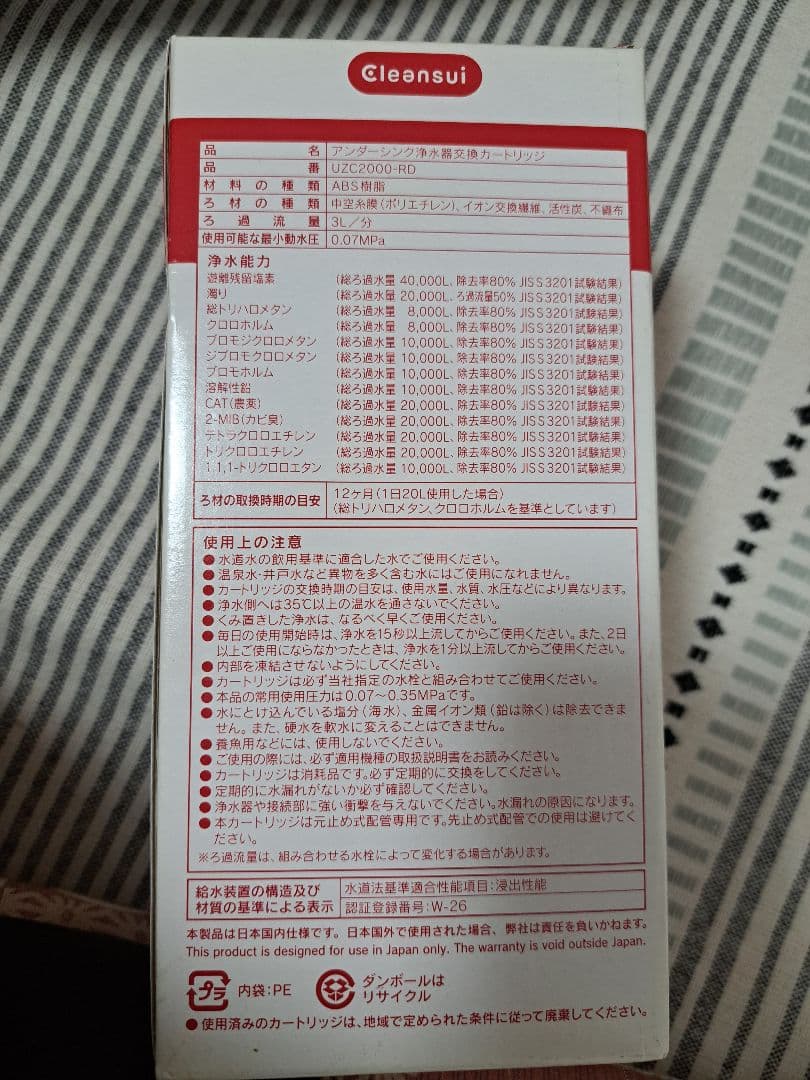 Cleansui
品名 アンダーシンク浄水器交換カートリッジ
品番 UZC2000-RD
材料の種類 ABS樹脂
ろ材の種類 中空糸膜(ポリエチレン)、イオン交換繊維、活性炭、不織布
ろ過流量 3L/分
使用可能な最小動水圧 0.07MPa
浄水能力
遊離残留塩素 (総ろ過水量 40,000L、除去率80% JISS3201試験結果)
濁り (総ろ過水量 20,000L、ろ過流量50% JISS3201試験結果)
総トリハロメタン (総ろ過水量 8,000L、除去率80% JISS3201試験結果)
クロロホルム (総ろ過水量 8,000L、除去率80% JISS3201試験結果)
ブロモジクロロメタン (総ろ過水量 10,000L、除去率80% JISS3201試験結果)
ジブロモクロロメタン (総ろ過水量 10,000L、除去率80% JISS3201試験結果)
ブロモホルム (総ろ過水量 10,000L、除去率80% JISS3201試験結果)
溶解性鉛 (総ろ過水量 10,000L、除去率80% JISS3201試験結果)
CAT(農薬) (総ろ過水量 20,000L、除去率80% JISS3201試験結果)
2-MIB(カビ臭) (総ろ過水量 20,000L、除去率80% JISS3201試験結果)
テトラクロロエチレン (総ろ過水量 20,000L、除去率80% JISS3201試験結果)
トリクロロエチレン (総ろ過水量 20,000L、除去率80% JISS3201試験結果)
1,1,1-トリクロロエタン (総ろ過水量 10,000L、除去率80% JISS3201試験結果)
ろ材の取換時期の目安 12ヶ月(1日20L使用した場合)
(総トリハロメタン、クロロホルムを基準としています)
使用上の注意
●水道水の飲用基準に適合した水でご使用ください。
●温泉水・井戸水など異物を多く含む水にはご使用になれません。
●カートリッジの交換時期の目安は、使用水量、水質、水圧などにより異なります。
●浄水側へは35℃以上の温水を通さないでください。
●くみ置きした浄水は、なるべく早くご使用ください。
●毎日の使用開始時は、浄水を15秒以上流してからご使用ください。また、2日
以上ご使用にならなかったときは、浄水を1分以上流してからご使用ください。
●内部を凍結させないようにしてください。
●カートリッジは必ず当社指定の水栓と組み合わせてご使用ください。
●本品の常用使用圧力は0.07～0.35MPaです。
●水にとけ込んでいる塩分(海水)、金属イオン類(鉛は除く)は除去できま
せん。また、硬水を軟水に変えることはできません。
●養魚用などには、使用しないでください。
●ご使用の際には、必ず適用機種の取扱説明書をお読みください。
●カートリッジは消耗品です。必ず定期的に交換をしてください。
●定期的に水漏れがないか必ず確認してください。
●浄水器や接続部に強い衝撃を与えないでください。水漏れの原因になります。
●本カートリッジは元止め式配管専用です。先止め式配管での使用は避けてく
ださい。
※ろ過流量は、組み合わせる水栓によって変化する場合があります。
給水装置の構造及び 水道法基準適合性能項目:浸出性能
材質の基準による表示 認証登録番号:W-26
本製品は日本国内仕様です。日本国外で使用された場合、弊社は責任を負いかねます。
This product is designed for use in Japan only. The warranty is void outside Japan.
プラ 内袋:PE ダンボールは
リサイクル
●使用済みのカートリッジは、地域で定められた条件に従って廃棄してください。